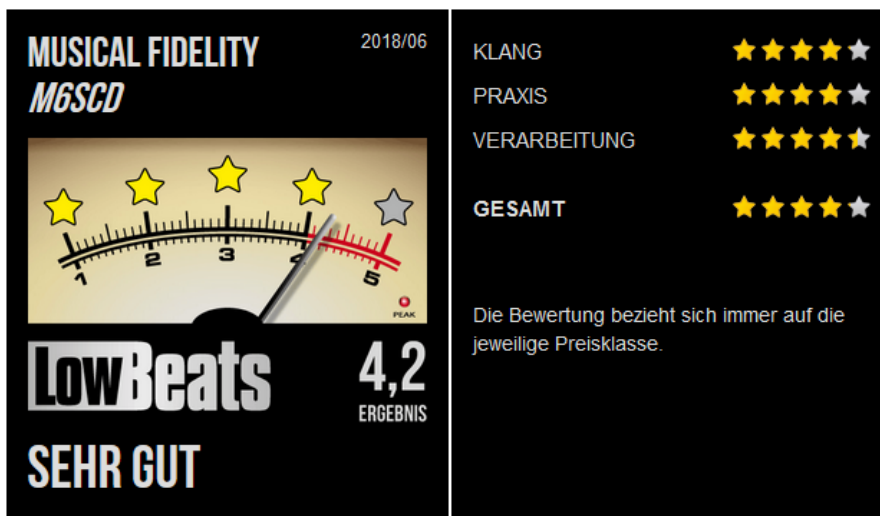 MUSICAL FIDELITY
2018/06
M6SCD
1 2 3 4 5
PEAK
LowBeats
4,2
ERGEBNIS
SEHR GUT
KLANG
PRAXIS
VERARBEITUNG
GESAMT
Die Bewertung bezieht sich immer auf die
jeweilige Preisklasse.